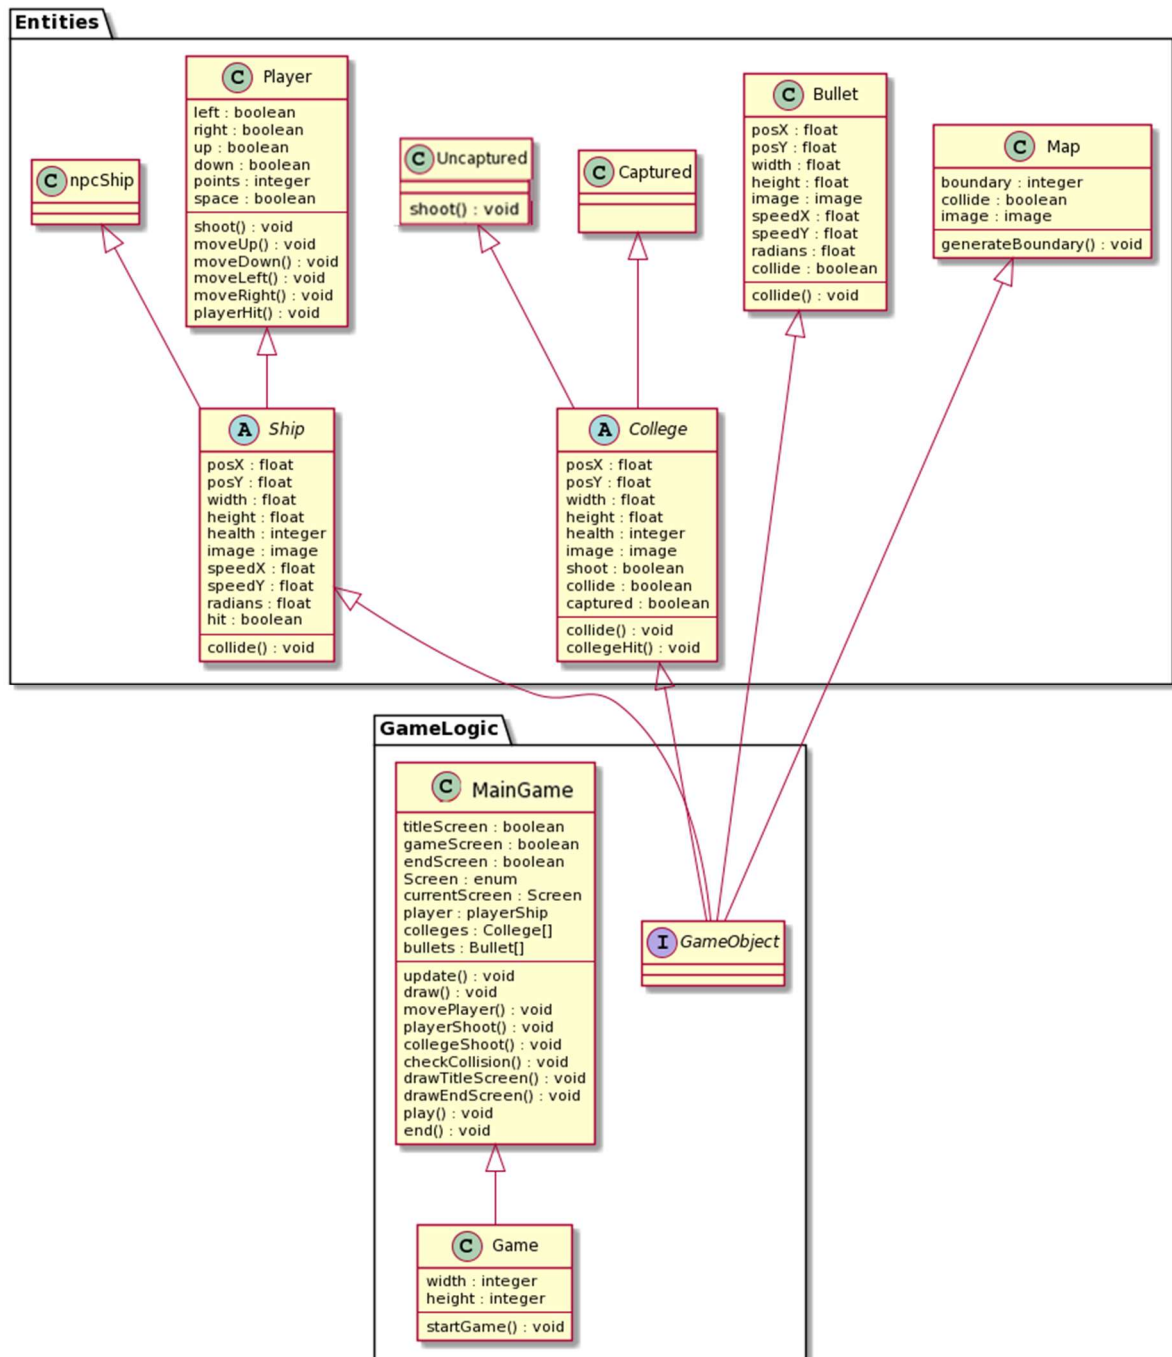 Entities
C npcShip
C Player
left : boolean
right : boolean
up : boolean
down : boolean
points : integer
space : boolean
shoot() : void
moveUp() : void
moveDown() : void
moveLeft() : void
moveRight() : void
playerHit() : void
C Uncaptured
shoot() : void
C Captured
C Bullet
posX : float
posY : float
width : float
height : float
image : image
speedX : float
speedY : float
radians : float
collide : boolean
collide() : void
C Map
boundary : integer
collide : boolean
image : image
generateBoundary() : void
A Ship
posX : float
posY : float
width : float
height : float
health : integer
image : image
speedX : float
speedY : float
radians : float
hit : boolean
collide() : void
A College
posX : float
posY : float
width : float
height : float
health : integer
image : image
shoot : boolean
collide : boolean
captured : boolean
collide() : void
collegeHit() : void
GameLogic
C MainGame
titleScreen : boolean
gameScreen : boolean
endScreen : boolean
Screen : enum
currentScreen : Screen
player : playerShip
colleges : College[]
bullets : Bullet[]
update() : void
draw() : void
movePlayer() : void
playerShoot() : void
collegeShoot() : void
checkCollision() : void
drawTitleScreen() : void
drawEndScreen() : void
play() : void
end() : void
I GameObject
C Game
width : integer
height : integer
startGame() : void